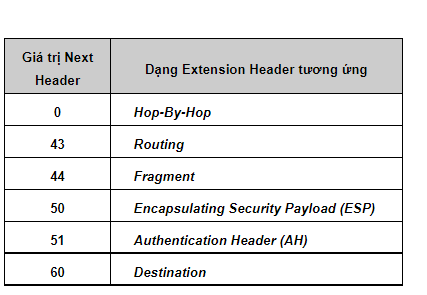 Giá trị Next
Header
Dạng Extension Header tương ứng
0 Hop-By-Hop
43 Routing
44 Fragment
50 Encapsulating Security Payload (ESP)
51 Authentication Header (AH)
60 Destination